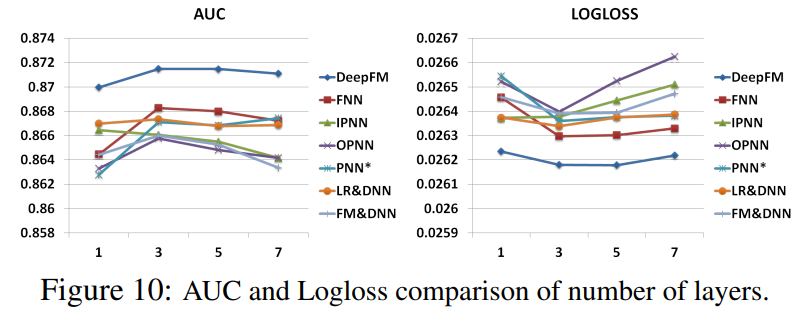 AUC
0.874
0.872
0.87
0.868
0.866
0.864
0.862
0.86
0.858
1 3 5 7
DeepFM
FNN
IPNN
OPNN
PNN*
LR&DNN
FM&DNN
LOGLOSS
0.0267
0.0266
0.0265
0.0264
0.0263
0.0262
0.0261
0.026
0.0259
1 3 5 7
DeepFM
FNN
IPNN
OPNN
PNN*
LR&DNN
FM&DNN
Figure 10: AUC and Logloss comparison of number of layers.